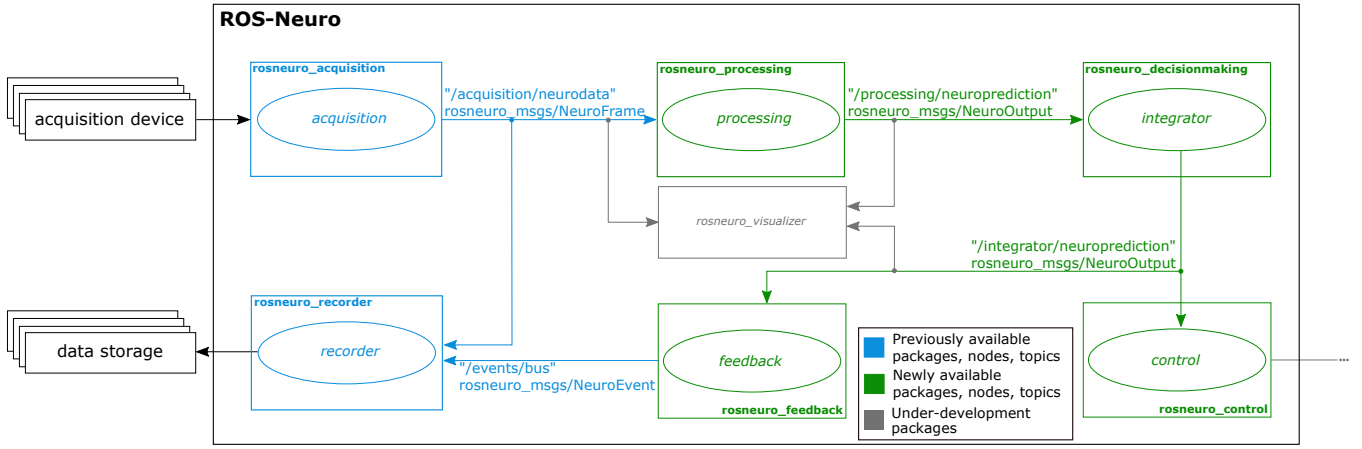 ROS-Neuro
rosneuro_acquisition
acquisition
acquisition device
"/acquisition/neurodata"
rosneuro_msgs/NeuroFrame
rosneuro_processing
processing
"/processing/neuroprediction"
rosneuro_msgs/NeuroOutput
rosneuro_decisionmaking
integrator
rosneuro_visualizer
"/integrator/neuroprediction"
rosneuro_msgs/NeuroOutput
rosneuro_recorder
recorder
data storage
"/events/bus"
rosneuro_msgs/NeuroEvent
feedback
rosneuro_feedback
Previously available
packages, nodes, topics
Newly available
packages, nodes, topics
Under-development
packages
control
rosneuro_control
...